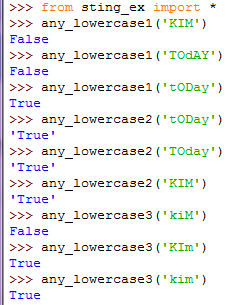 >>> from sting_ex import *
>>> any_lowercase1('KIM')
False
>>> any_lowercase1('TOdAY')
False
>>> any_lowercase1('tODay')
True
>>> any_lowercase2('tODay')
'True'
>>> any_lowercase2('TOday')
'True'
>>> any_lowercase2('KIM')
'True'
>>> any_lowercase3('kiM')
False
>>> any_lowercase3('KIm')
True
>>> any_lowercase3('kim')
True